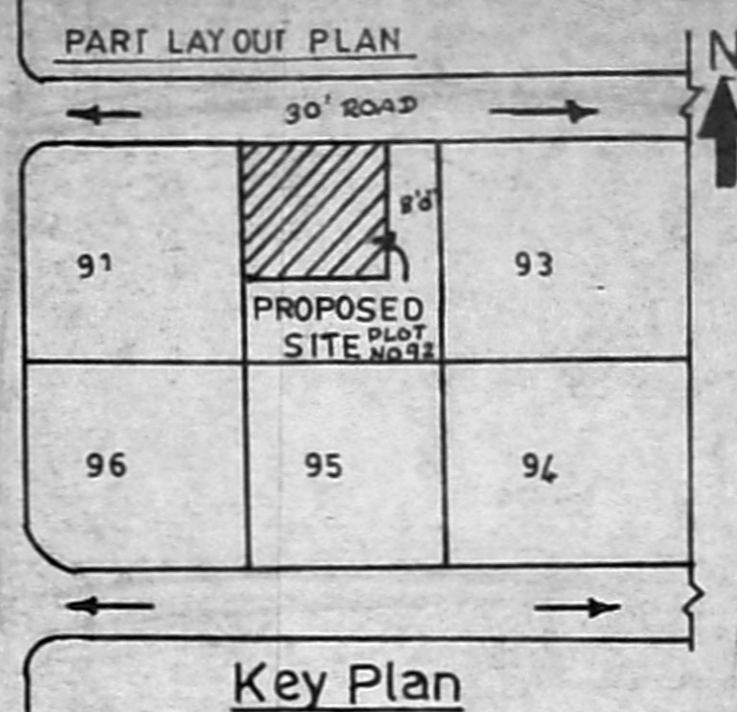 PART LAYOUT PLAN
N
30' ROAD
8'0"
91
93
PROPOSED
SITE PLOT
NO 92
96
95
94
Key Plan